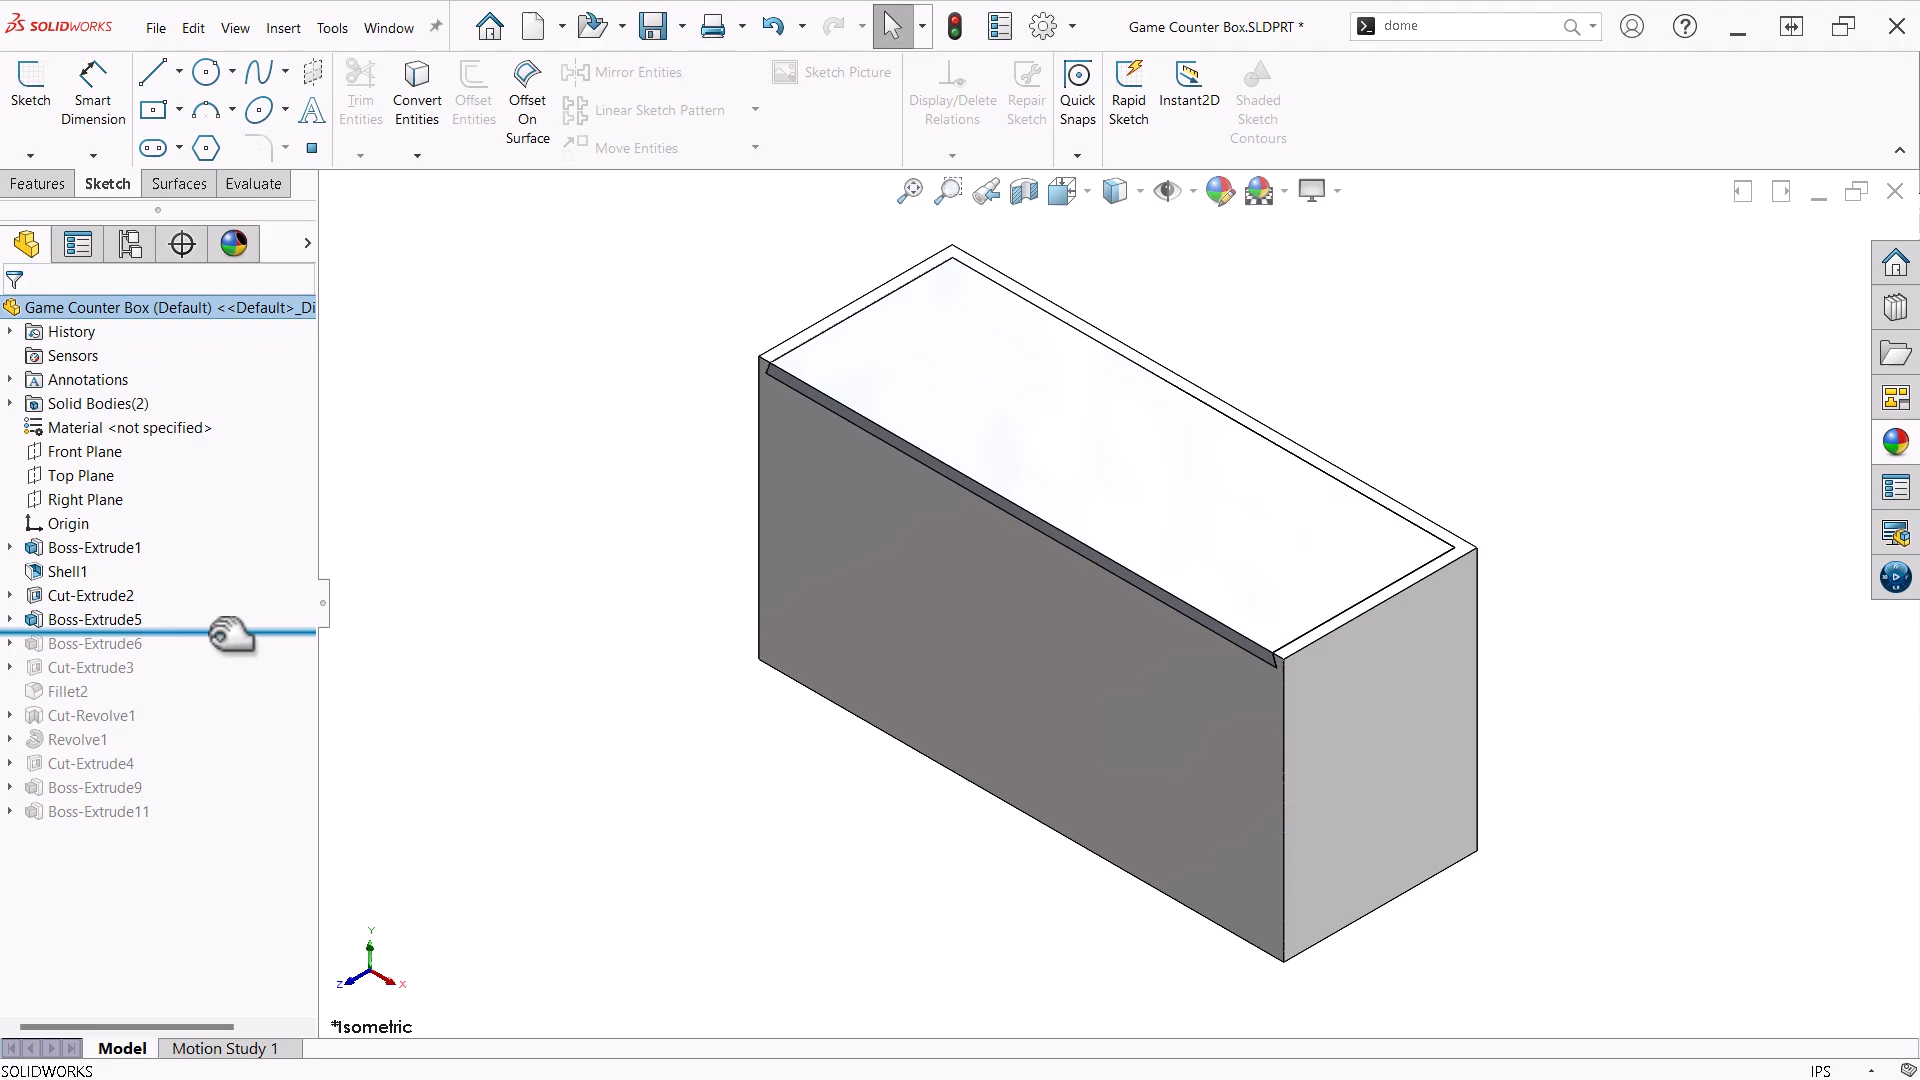 SOLIDWORKS
File Edit View Insert Tools Window
Game Counter Box.SLDPRT *
dome
Sketch
Smart Dimension
Trim Entities
Convert Entities
Offset Entities
Offset On Surface
Mirror Entities
Linear Sketch Pattern
Move Entities
Sketch Picture
Display/Delete Relations
Repair Sketch
Quick Snaps
Rapid Sketch
Instant2D
Shaded Sketch Contours
Features Sketch Surfaces Evaluate
Game Counter Box (Default) <<Default>_Di
History
Sensors
Annotations
Solid Bodies(2)
Material <not specified>
Front Plane
Top Plane
Right Plane
Origin
Boss-Extrude1
Shell1
Cut-Extrude2
Boss-Extrude5
Boss-Extrude6
Cut-Extrude3
Fillet2
Cut-Revolve1
Revolve1
Cut-Extrude4
Boss-Extrude9
Boss-Extrude11
Y
Z
X
*Isometric
Model Motion Study 1
SOLIDWORKS
IPS